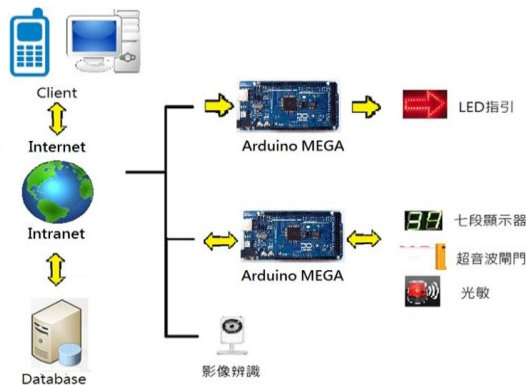 Client
Internet
Intranet
Database
Arduino MEGA
LED指引
Arduino MEGA
七段顯示器
超音波閘門
光敏
影像辨識